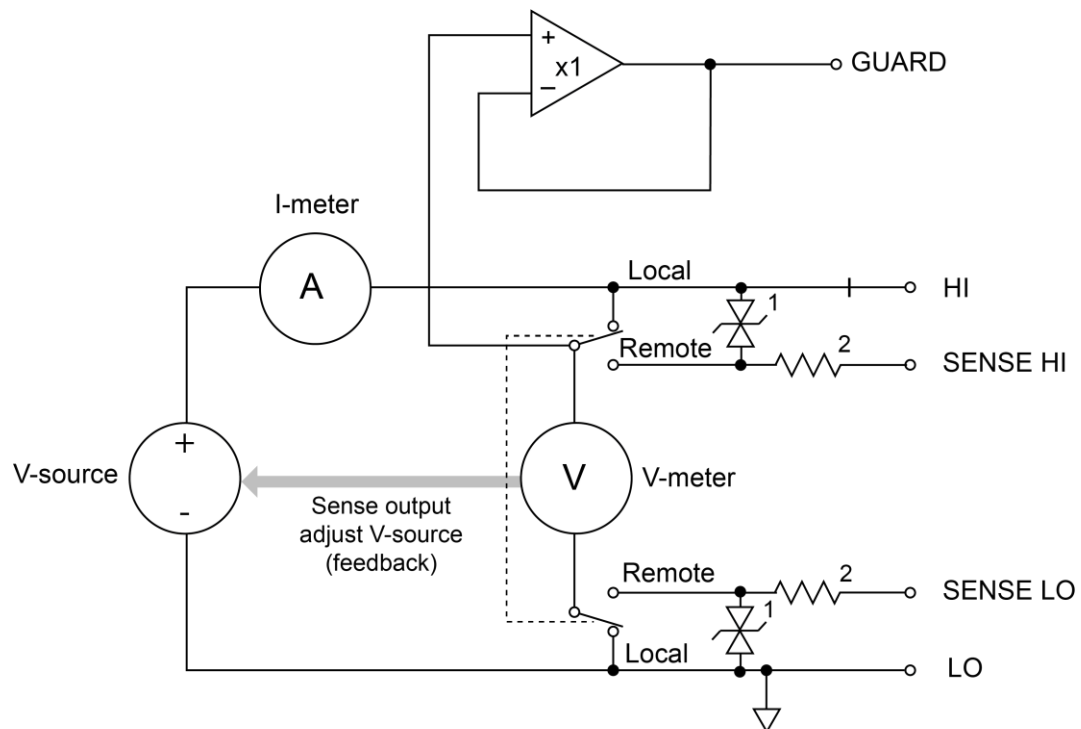 +
x1
−
GUARD
I-meter
A
Local
1
HI
Remote
2
SENSE HI
V-source
+
-
Sense output
adjust V-source
(feedback)
V
V-meter
Remote
2
SENSE LO
1
Local
LO